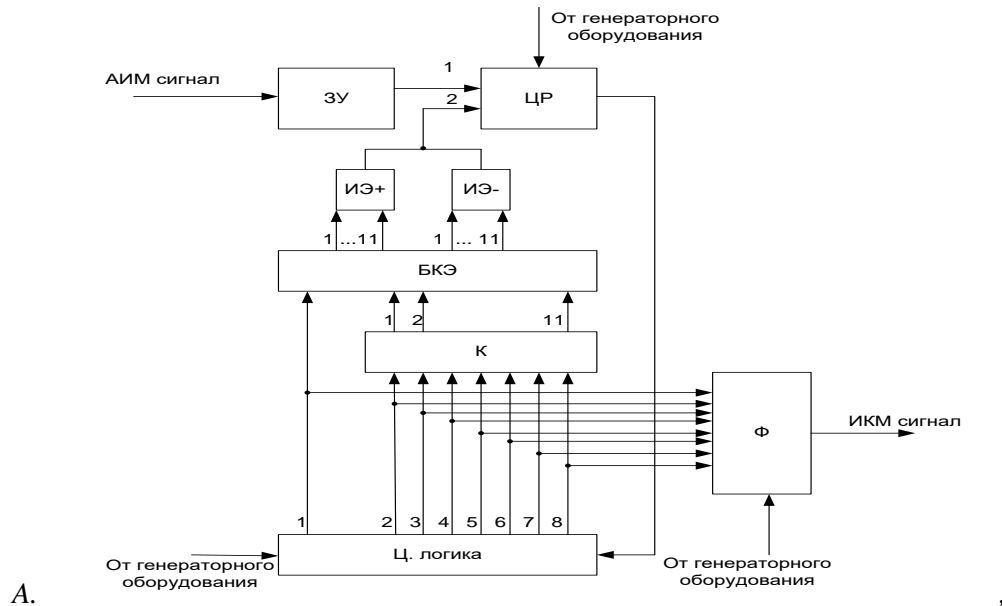 От генераторного
оборудования
АИМ сигнал
ЗУ
1
2
ЦР
ИЭ+
ИЭ-
1 ...11
1 ... 11
БКЭ
1 2 11
К
Ф
ИКМ сигнал
1 2 3 4 5 6 7 8
Ц. логика
От генераторного
оборудования
От генераторного
оборудования
А. ,